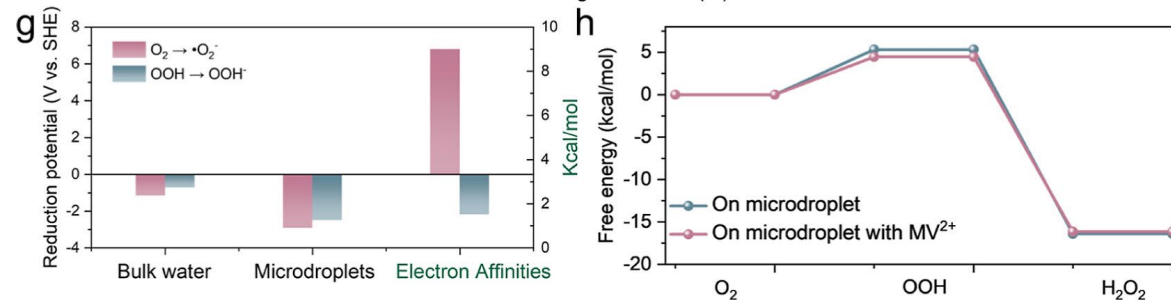 g
Reduction potential (V vs. SHE)
8
6
4
2
0
-2
-4
O₂ → •O₂⁻
OOH → OOH⁻
10
8
6
4
2
0
Kcal/mol
Bulk water
Microdroplets
Electron Affinities
h
Free energy (kcal/mol)
5
0
-5
-10
-15
-20
On microdroplet
On microdroplet with MV²⁺
O₂
OOH
H₂O₂